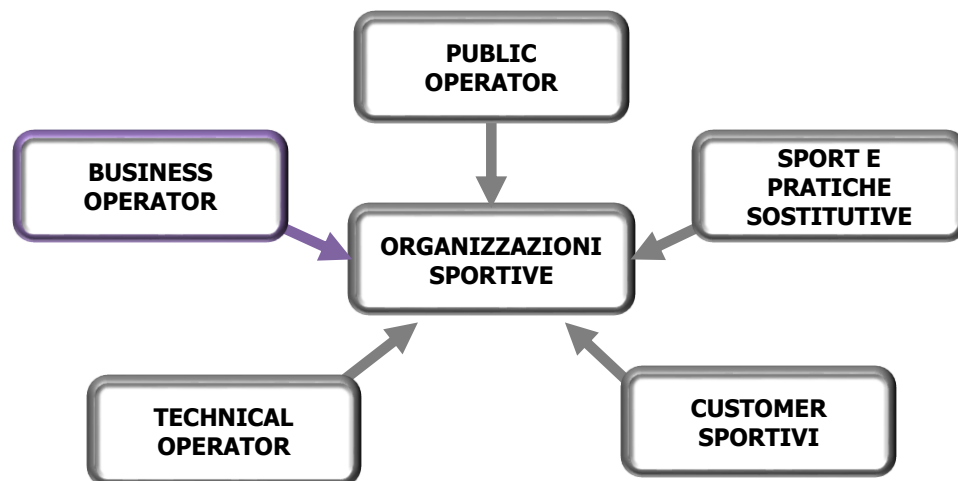 PUBLIC
OPERATOR
BUSINESS
OPERATOR
SPORT E
PRATICHE
SOSTITUTIVE
ORGANIZZAZIONI
SPORTIVE
TECHNICAL
OPERATOR
CUSTOMER
SPORTIVI